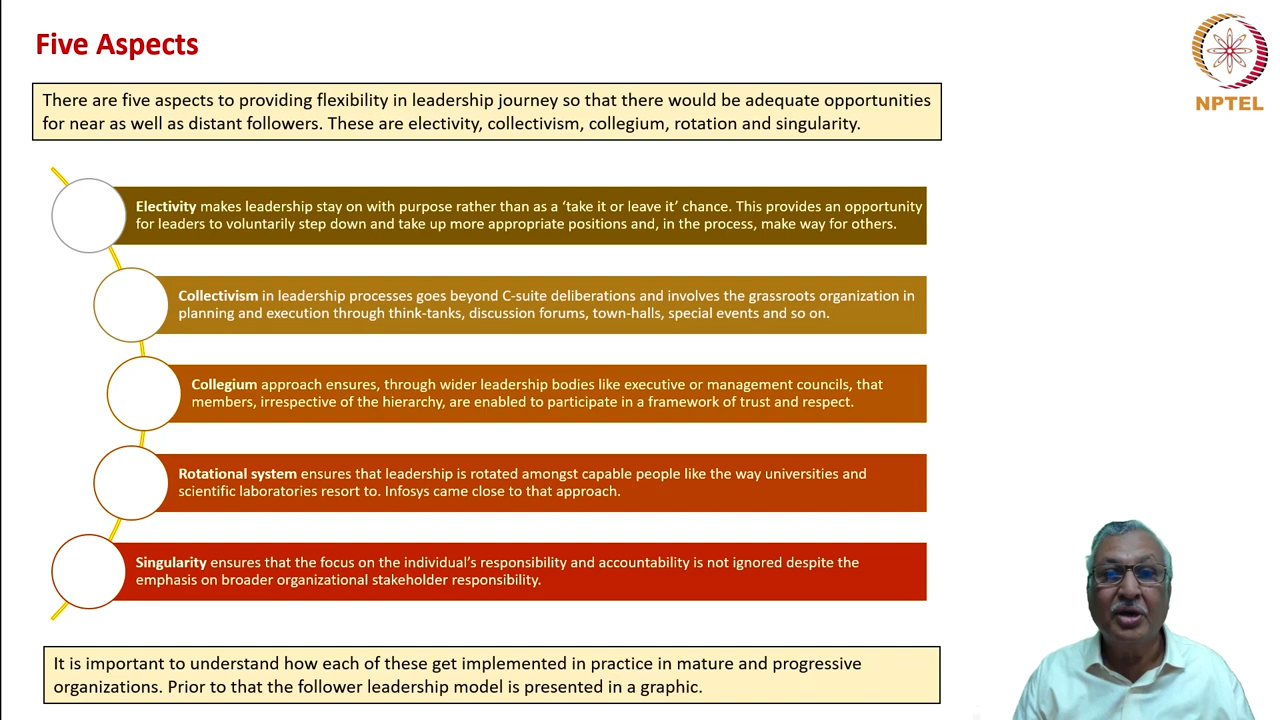 Five Aspects
NPTEL
There are five aspects to providing flexibility in leadership journey so that there would be adequate opportunities
for near as well as distant followers. These are electivity, collectivism, collegium, rotation and singularity.
Electivity makes leadership stay on with purpose rather than as a ‘take it or leave it’ chance. This provides an opportunity
for leaders to voluntarily step down and take up more appropriate positions and, in the process, make way for others.
Collectivism in leadership processes goes beyond C-suite deliberations and involves the grassroots organization in
planning and execution through think-tanks, discussion forums, town-halls, special events and so on.
Collegium approach ensures, through wider leadership bodies like executive or management councils, that
members, irrespective of the hierarchy, are enabled to participate in a framework of trust and respect.
Rotational system ensures that leadership is rotated amongst capable people like the way universities and
scientific laboratories resort to. Infosys came close to that approach.
Singularity ensures that the focus on the individual’s responsibility and accountability is not ignored despite the
emphasis on broader organizational stakeholder responsibility.
It is important to understand how each of these get implemented in practice in mature and progressive
organizations. Prior to that the follower leadership model is presented in a graphic.